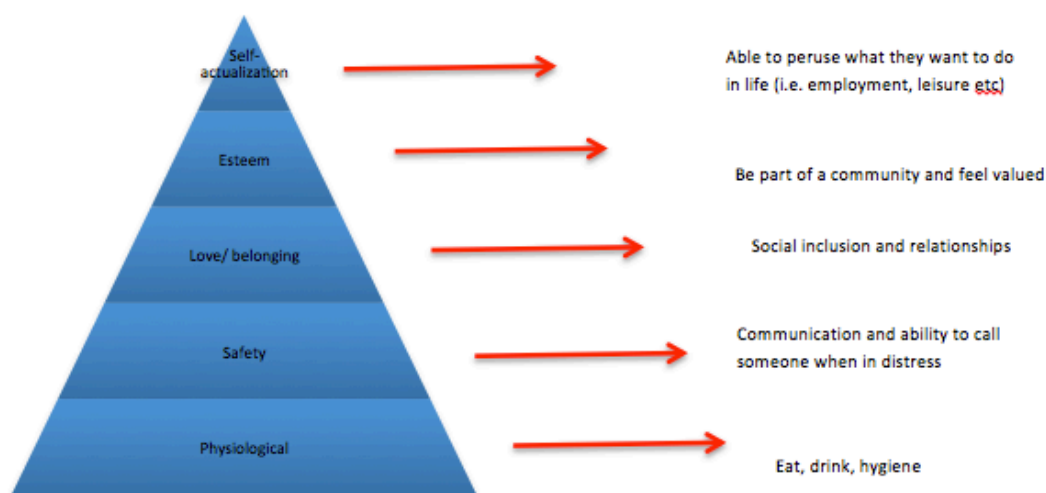 Self-
actualization
Able to peruse what they want to do
in life (i.e. employment, leisure etc)
Esteem
Be part of a community and feel valued
Love/ belonging
Social inclusion and relationships
Safety
Communication and ability to call
someone when in distress
Physiological
Eat, drink, hygiene